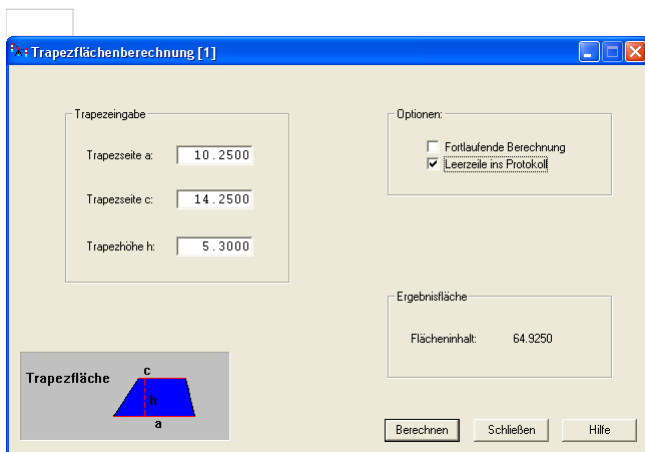 Trapezflächenberechnung [1]
Trapezeingabe
Trapezseite a: 10.2500
Trapezseite c: 14.2500
Trapezhöhe h: 5.3000
Optionen:
Fortlaufende Berechnung
Leerzeile ins Protokoll
Ergebnisfläche
Flächeninhalt: 64.9250
Trapezfläche
c
h
a
Berechnen Schließen Hilfe